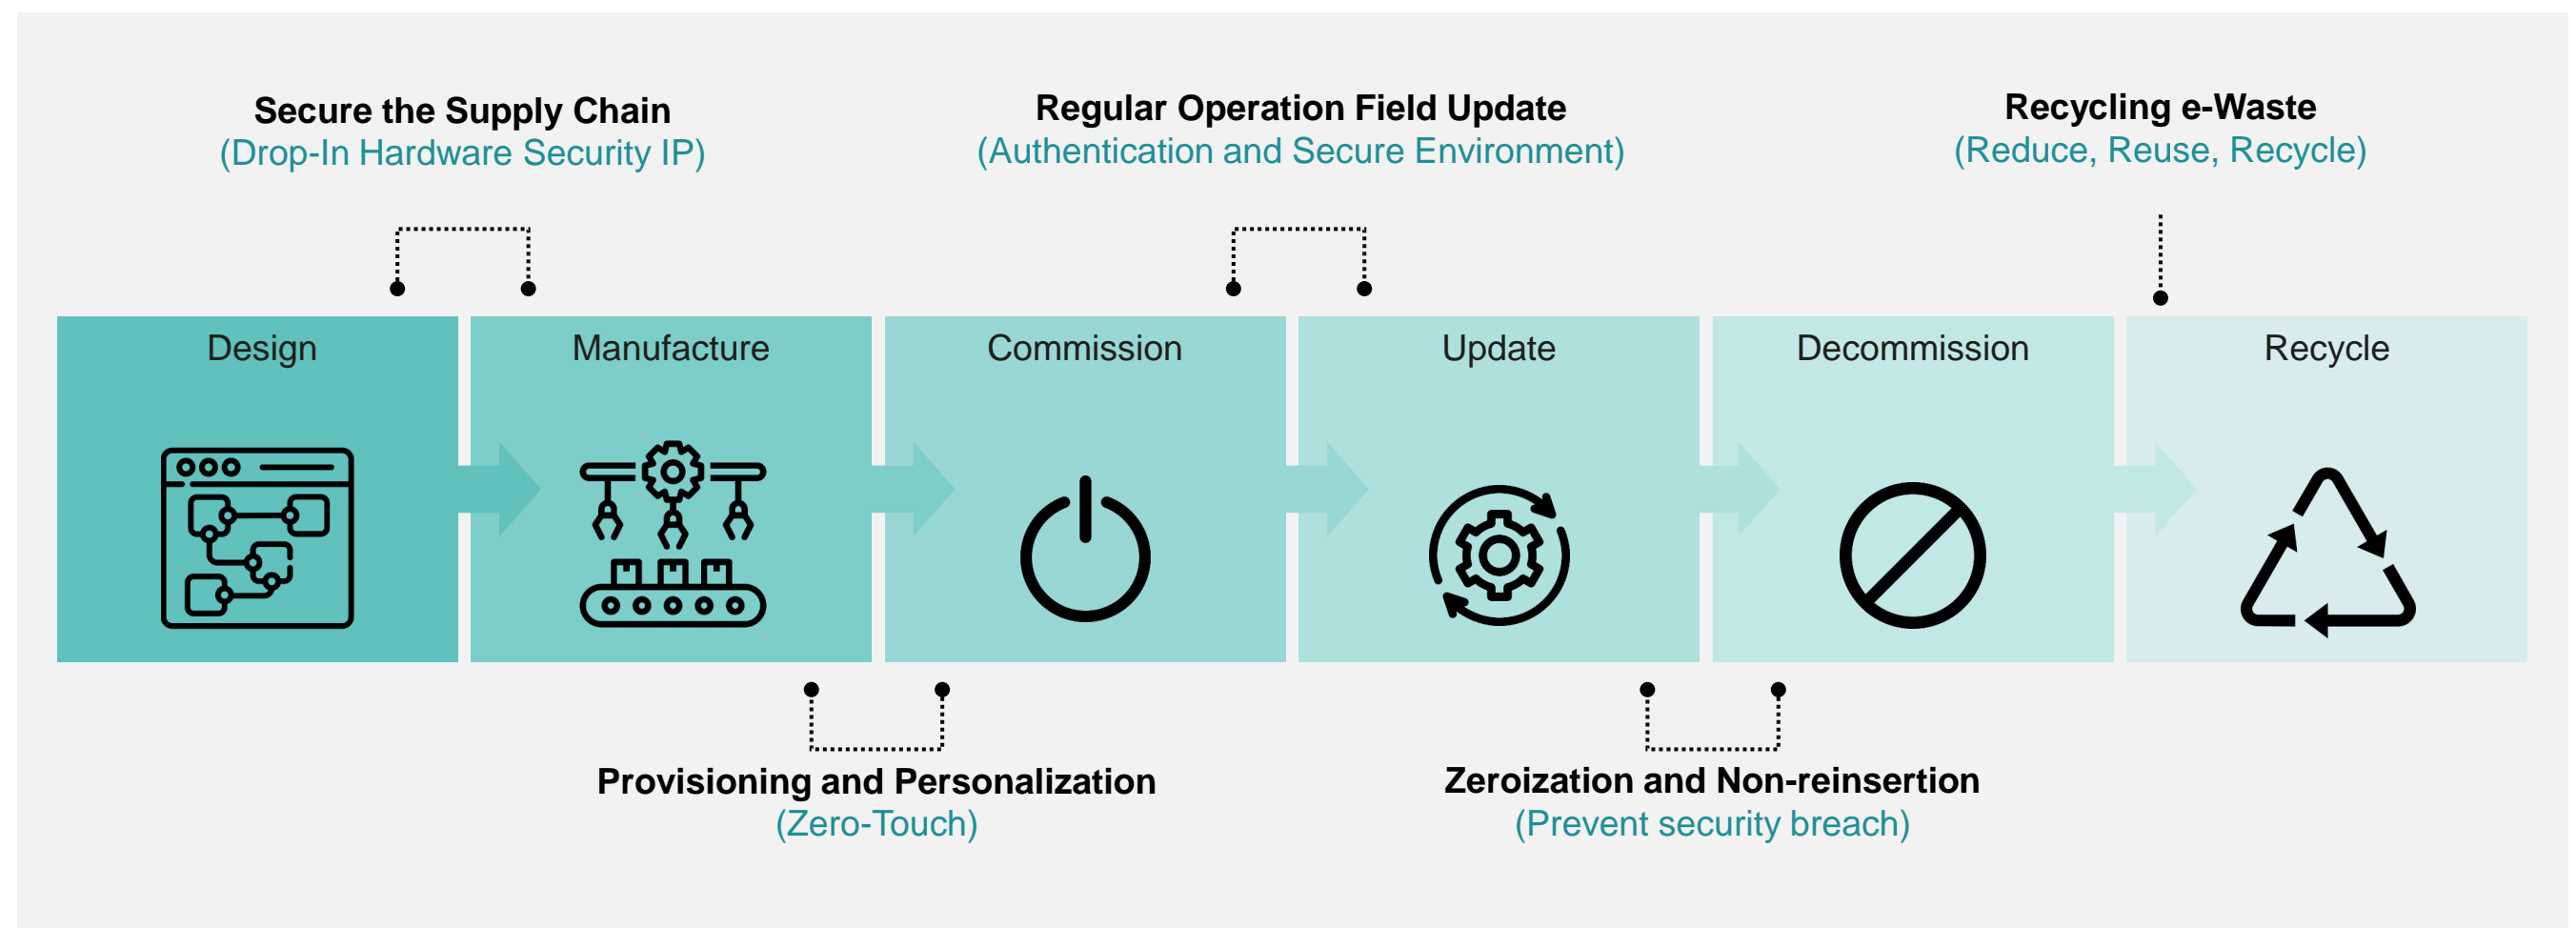 Secure the Supply Chain
(Drop-In Hardware Security IP)
Regular Operation Field Update
(Authentication and Secure Environment)
Recycling e-Waste
(Reduce, Reuse, Recycle)
Design
Manufacture
Commission
Update
Decommission
Recycle
Provisioning and Personalization
(Zero-Touch)
Zeroization and Non-reinsertion
(Prevent security breach)